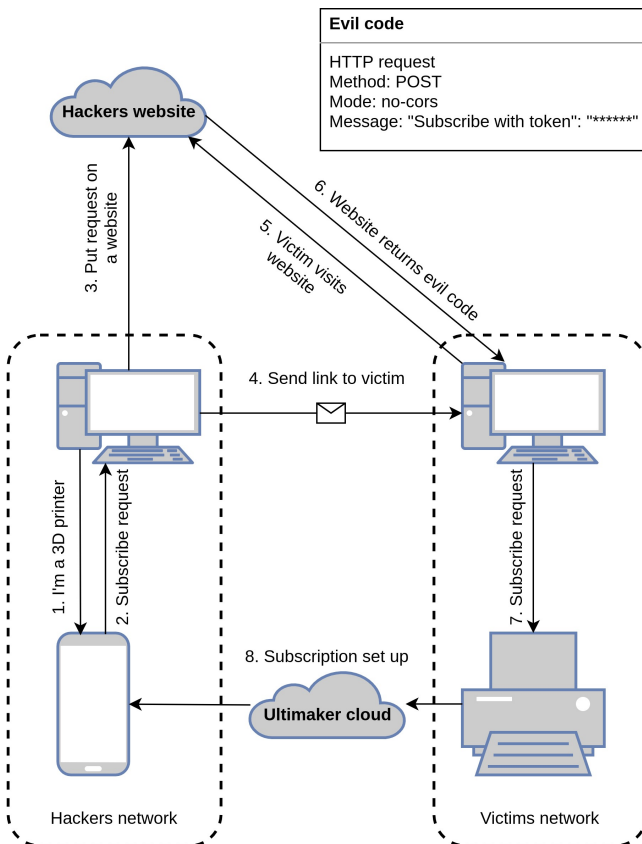 Evil code
HTTP request
Method: POST
Mode: no-cors
Message: "Subscribe with token": "******"
Hackers website
3. Put request on
a website
6. Website returns evil code
5. Victim visits
website
4. Send link to victim
1. I'm a 3D printer
2. Subscribe request
7. Subscribe request
8. Subscription set up
Ultimaker cloud
Hackers network
Victims network